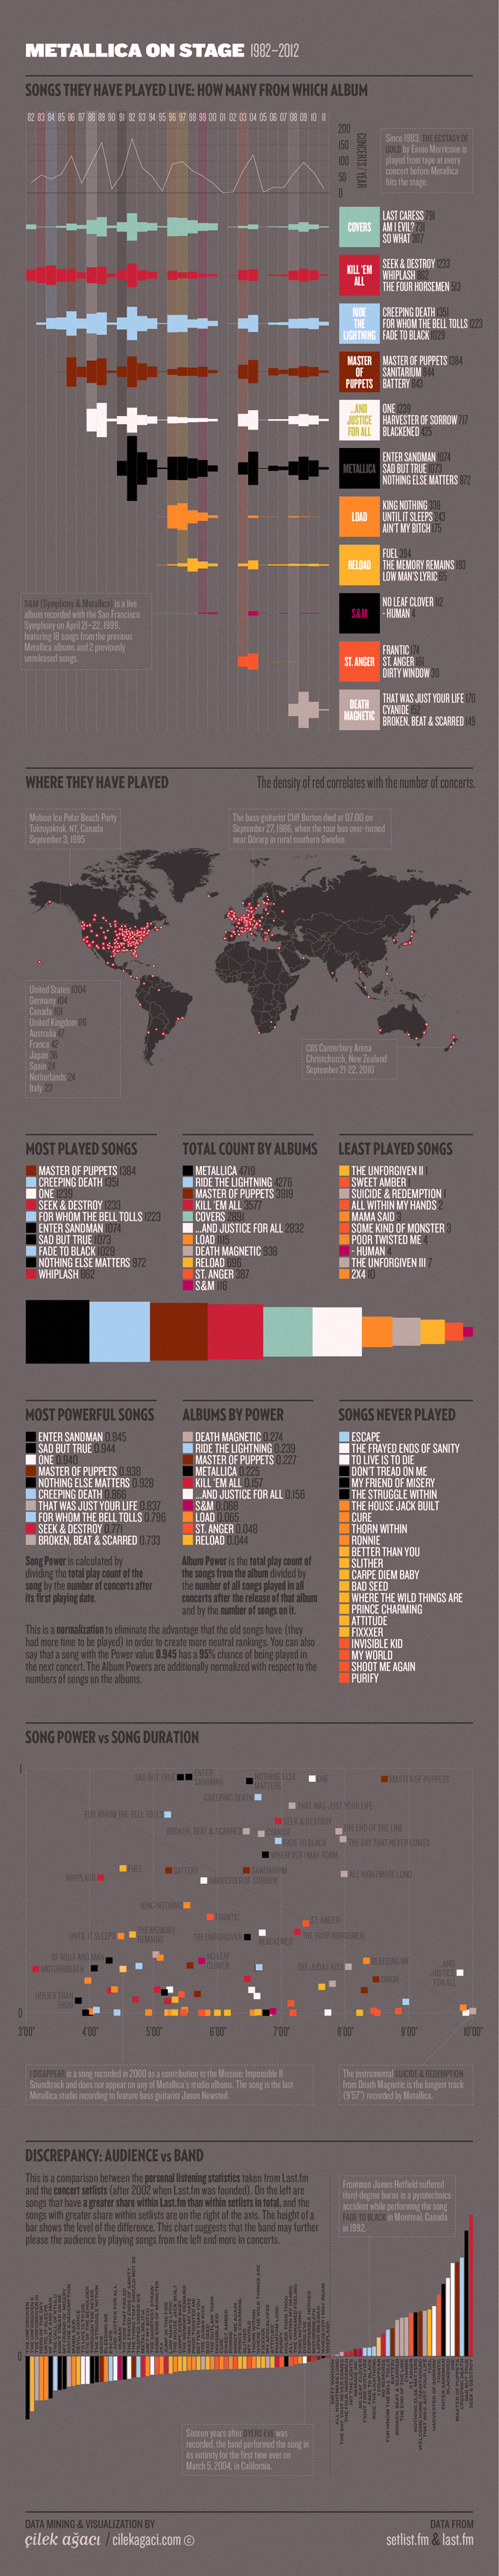 METALLICA ON STAGE 1982–2012
SONGS THEY HAVE PLAYED LIVE: HOW MANY FROM WHICH ALBUM
82 83 84 85 86 87 88 89 90 91 92 93 94 95 96 97 98 99 00 01 02 03 04 05 06 07 08 09 10 11
200
150
100
50
0
CONCERTS / YEAR
Since 1983, THE ECSTASY OF
GOLD by Ennio Morricone is
played from tape at every
concert before Metallica
hits the stage.
COVERS
LAST CARESS 791
AM I EVIL?
SO WHAT 307
KILL 'EM
ALL
SEEK & DESTROY 1233
WHIPLASH 862
THE FOUR HORSEMEN 513
RIDE
THE
LIGHTNING
CREEPING DEATH 1351
FOR WHOM THE BELL TOLLS 1223
FADE TO BLACK 1029
MASTER
OF
PUPPETS
MASTER OF PUPPETS 1384
SANITARIUM 844
BATTERY 843
...AND
JUSTICE
FOR ALL
ONE 1239
HARVESTER OF SORROW 717
BLACKENED 425
METALLICA
ENTER SANDMAN 1074
SAD BUT TRUE 1073
NOTHING ELSE MATTERS 972
LOAD
KING NOTHING
UNTIL IT SLEEPS 243
AIN'T MY BITCH 175
RELOAD
FUEL 394
THE MEMORY REMAINS 193
LOW MAN'S LYRIC 65
S&M
NO LEAF CLOVER 112
- HUMAN 4
S&M (Symphony & Metallica) is a live
album recorded with the San Francisco
Symphony on April 21–22, 1999,
featuring 18 songs from the previous
Metallica albums and 2 previously
unreleased songs.
ST. ANGER
FRANTIC 174
ST. ANGER
DIRTY WINDOW
DEATH
MAGNETIC
THAT WAS JUST YOUR LIFE 170
CYANIDE 152
BROKEN, BEAT & SCARRED 149
WHERE THEY HAVE PLAYED
The density of red correlates with the number of concerts.
Molson Ice Polar Beach Party
Tuktoyaktuk, NT, Canada
September 3, 1995
The bass guitarist Cliff Burton died at 07:00 on
September 27, 1986, when the tour bus over-turned
near Dörarp in rural southern Sweden.
United States 1004
Germany 104
Canada 101
United Kingdom 86
Australia 47
France 42
Japan 36
Spain 24
Netherlands 24
Italy 23
CBS Canterbury Arena
Christchurch, New Zealand
September 21-22, 2010
MOST PLAYED SONGS
MASTER OF PUPPETS 1384
CREEPING DEATH 1351
ONE 1239
SEEK & DESTROY 1233
FOR WHOM THE BELL TOLLS 1223
ENTER SANDMAN 1074
SAD BUT TRUE 1073
FADE TO BLACK 1029
NOTHING ELSE MATTERS 972
WHIPLASH 862
TOTAL COUNT BY ALBUMS
METALLICA 4719
RIDE THE LIGHTNING 4276
MASTER OF PUPPETS 3919
KILL 'EM ALL 3577
COVERS 2891
...AND JUSTICE FOR ALL 2832
LOAD 1115
DEATH MAGNETIC 938
RELOAD 696
ST. ANGER 387
S&M 116
LEAST PLAYED SONGS
THE UNFORGIVEN II 1
SWEET AMBER 1
SUICIDE & REDEMPTION 1
ALL WITHIN MY HANDS 2
MAMA SAID 3
SOME KIND OF MONSTER 3
POOR TWISTED ME 4
- HUMAN 4
THE UNFORGIVEN III 7
2X4 10
MOST POWERFUL SONGS
ENTER SANDMAN 0.945
SAD BUT TRUE 0.944
ONE 0.940
MASTER OF PUPPETS 0.938
NOTHING ELSE MATTERS 0.928
CREEPING DEATH 0.866
THAT WAS JUST YOUR LIFE 0.837
FOR WHOM THE BELL TOLLS 0.796
SEEK & DESTROY 0.771
BROKEN, BEAT & SCARRED 0.733
ALBUMS BY POWER
DEATH MAGNETIC 0.274
RIDE THE LIGHTNING 0.239
MASTER OF PUPPETS 0.227
METALLICA 0.225
KILL 'EM ALL 0.157
...AND JUSTICE FOR ALL 0.156
S&M 0.068
LOAD 0.065
ST. ANGER 0.048
RELOAD 0.044
SONGS NEVER PLAYED
ESCAPE
THE FRAYED ENDS OF SANITY
TO LIVE IS TO DIE
DON'T TREAD ON ME
MY FRIEND OF MISERY
THE STRUGGLE WITHIN
THE HOUSE JACK BUILT
CURE
THORN WITHIN
RONNIE
BETTER THAN YOU
SLITHER
CARPE DIEM BABY
BAD SEED
WHERE THE WILD THINGS ARE
PRINCE CHARMING
ATTITUDE
FIXXXER
INVISIBLE KID
MY WORLD
SHOOT ME AGAIN
PURIFY
Song Power is calculated by
dividing the total play count of the
song by the number of concerts after
its first playing date.
Album Power is the total play count of
the songs from the album divided by
the number of all songs played in all
concerts after the release of that album
and by the number of songs on it.
This is a normalization to eliminate the advantage that the old songs have (they
had more time to be played) in order to create more neutral rankings. You can also
say that a song with the Power value 0.945 has a 95% chance of being played in
the next concert. The Album Powers are additionally normalized with respect to the
numbers of songs on the albums.
SONG POWER vs SONG DURATION
1
SAD BUT TRUE
ENTER
SANDMAN
NOTHING ELSE
MATTERS
ONE
MASTER OF PUPPETS
CREEPING DEATH
THAT WAS JUST YOUR LIFE
FOR WHOM THE BELL TOLLS
SEEK & DESTROY
BROKEN, BEAT & SCARRED
CYANIDE
THE END OF THE LINE
FADE TO BLACK
THE DAY THAT NEVER COMES
WHEREVER I MAY ROAM
FUEL
BATTERY
SANITARIUM
WHIPLASH
HARVESTER OF SORROW
ALL NIGHTMARE LONG
KING NOTHING
FRANTIC
ST. ANGER
UNTIL IT SLEEPS
THE MEMORY
REMAINS
THE UNFORGIVEN
BLACKENED
THE FOUR HORSEMEN
OF WOLF AND MAN
NO LEAF
CLOVER
BLEEDING ME
MOTORBREATH
THE JUDAS KISS
...AND
JUSTICE
FOR ALL
ORION
HOLIER THAN
THOU
0
3'00" 4'00" 5'00" 6'00" 7'00" 8'00" 9'00" 10'00"
I DISAPPEAR is a song recorded in 2000 as a contribution to the Mission: Impossible II
Soundtrack and does not appear on any of Metallica's studio albums. The song is the last
Metallica studio recording to feature bass guitarist Jason Newsted.
The instrumental SUICIDE & REDEMPTION
from Death Magnetic is the longest track
(9'57") recorded by Metallica.
DISCREPANCY: AUDIENCE vs BAND
This is a comparison between the personal listening statistics taken from Last.fm
and the concert setlists (after 2002 when Last.fm was founded). On the left are
songs that have a greater share within Last.fm than within setlists in total, and the
songs with greater share within setlists are on the right. The height of a
bar shows the level of the difference. This chart suggests that the band may further
please the audience by playing songs from the left end more in concerts.
Frontman James Hetfield suffered
third-degree burns in a pyrotechnics
accident while performing the song
FADE TO BLACK in Montreal, Canada
in 1992.
0
0
Sixteen years after DYERS EVE was
recorded, the band performed the song in
its entirety for the first time ever on
March 5, 2004, in California.
DATA MINING & VISUALIZATION BY
çilek ağacı / cilekagaci.com ©
DATA FROM
setlist.fm & last.fm